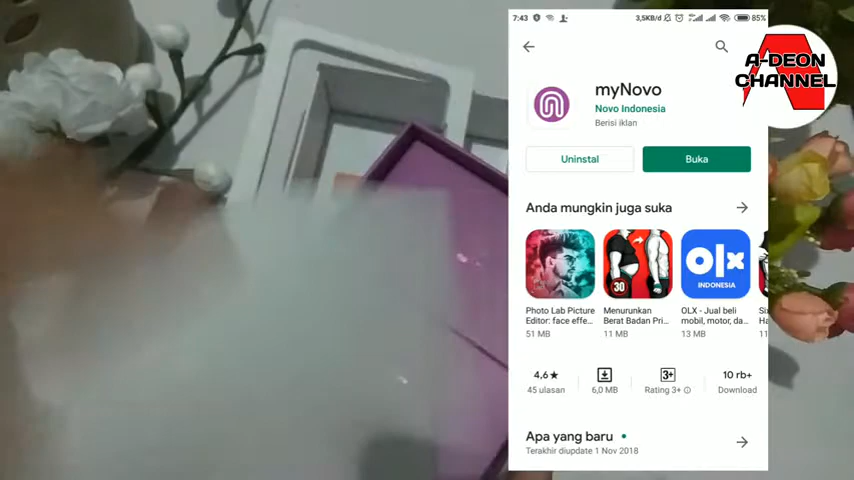 7:43
3,5KB/d
85%
A-DEON
CHANNEL
myNovo
Novo Indonesia
Berisi iklan
Uninstal
Buka
Anda mungkin juga suka
30
olx
INDONESIA
Photo Lab Picture
Editor: face effe...
51 MB
Menurunkan
Berat Badan Pri...
11 MB
OLX - Jual beli
mobil, motor, da...
13 MB
4,6★
45 ulasan
6,0 MB
3+
Rating 3+
10 rb+
Download
Apa yang baru
Terakhir diupdate 1 Nov 2018